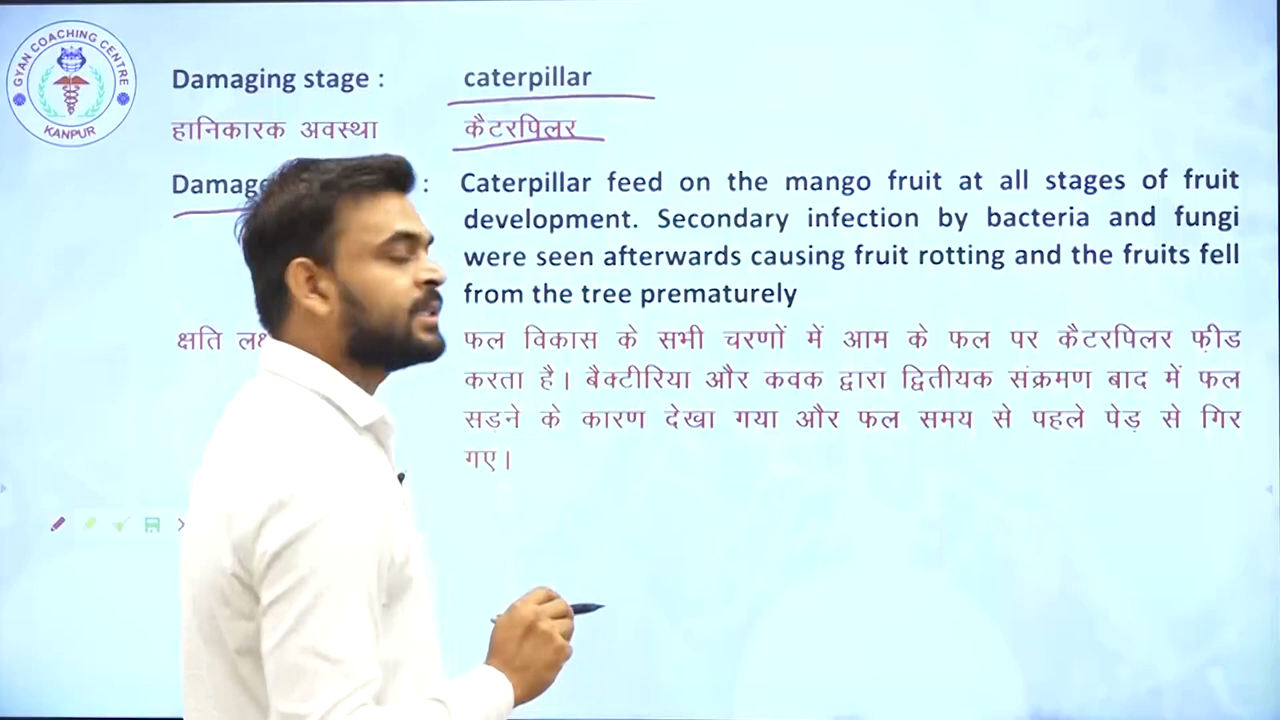 GYAN COACHING CENTRE
KANPUR
Damaging stage : caterpillar
हानिकारक अवस्था कैटरपिलर
: Caterpillar feed on the mango fruit at all stages of fruit
development. Secondary infection by bacteria and fungi
were seen afterwards causing fruit rotting and the fruits fell
from the tree prematurely
क्षति फल विकास के सभी चरणों में आम के फल पर कैटरपिलर फ़ीड
करता है। बैक्टीरिया और कवक द्वारा द्वितीयक संक्रमण बाद में फल
सड़ने के कारण देखा गया और फल समय से पहले पेड़ से गिर
गए।